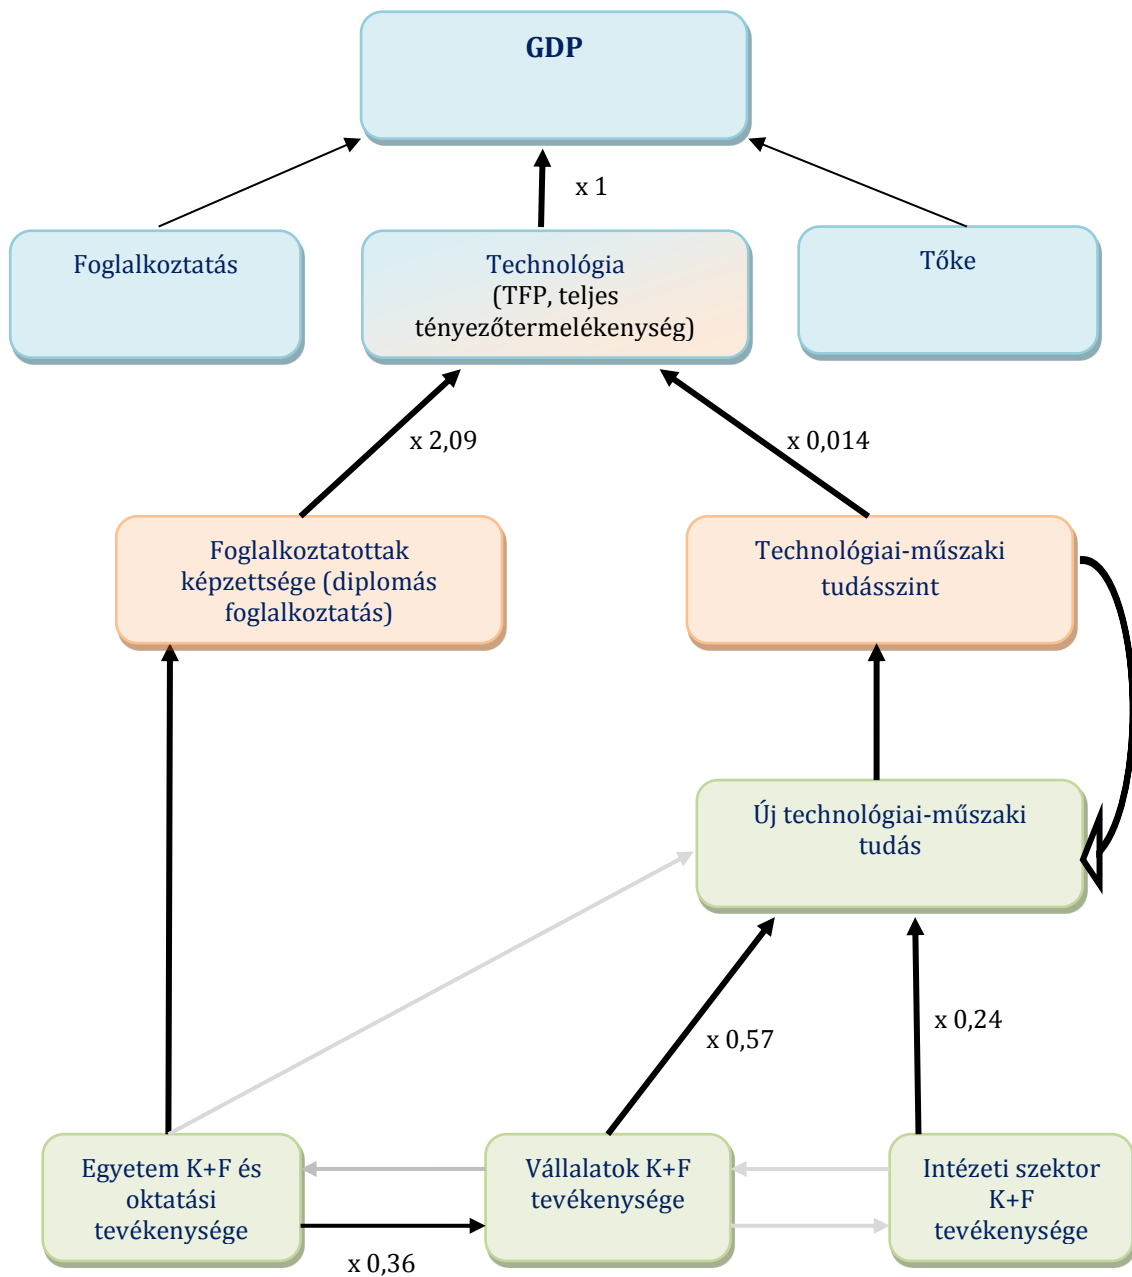 GDP
x 1
Foglalkoztatás
Technológia
(TFP, teljes
tényezőtermelékenység)
Tőke
x 2,09
x 0,014
Foglalkoztatottak
képzettsége (diplomás
foglalkoztatás)
Technológiai-műszaki
tudásszint
Új technológiai-műszaki
tudás
x 0,57
x 0,24
Egyetem K+F és
oktatási
tevékenysége
Vállalatok K+F
tevékenysége
Intézeti szektor
K+F
tevékenysége
x 0,36